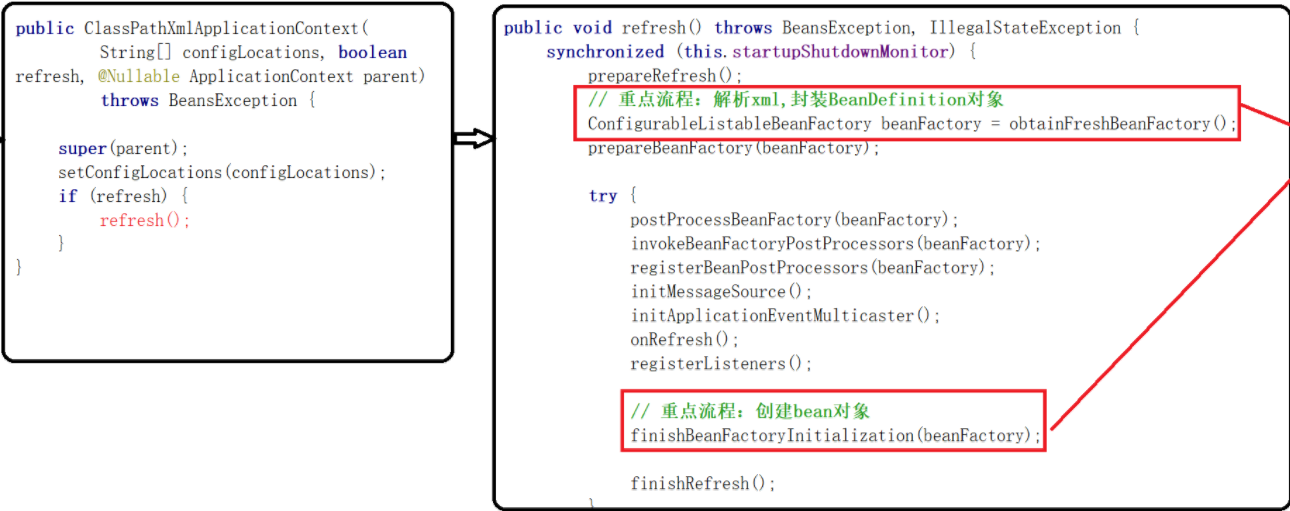 public ClassPathXmlApplicationContext(
String[] configLocations, boolean
refresh, @Nullable ApplicationContext parent)
throws BeansException {
super(parent);
setConfigLocations(configLocations);
if (refresh) {
refresh();
}
}
public void refresh() throws BeansException, IllegalStateException {
synchronized (this.startupShutdownMonitor) {
prepareRefresh();
// 重点流程：解析xml,封装BeanDefinition对象
ConfigurableListableBeanFactory beanFactory = obtainFreshBeanFactory();
prepareBeanFactory(beanFactory);
try {
postProcessBeanFactory(beanFactory);
invokeBeanFactoryPostProcessors(beanFactory);
registerBeanPostProcessors(beanFactory);
initMessageSource();
initApplicationEventMulticaster();
onRefresh();
registerListeners();
// 重点流程：创建bean对象
finishBeanFactoryInitialization(beanFactory);
finishRefresh();
}